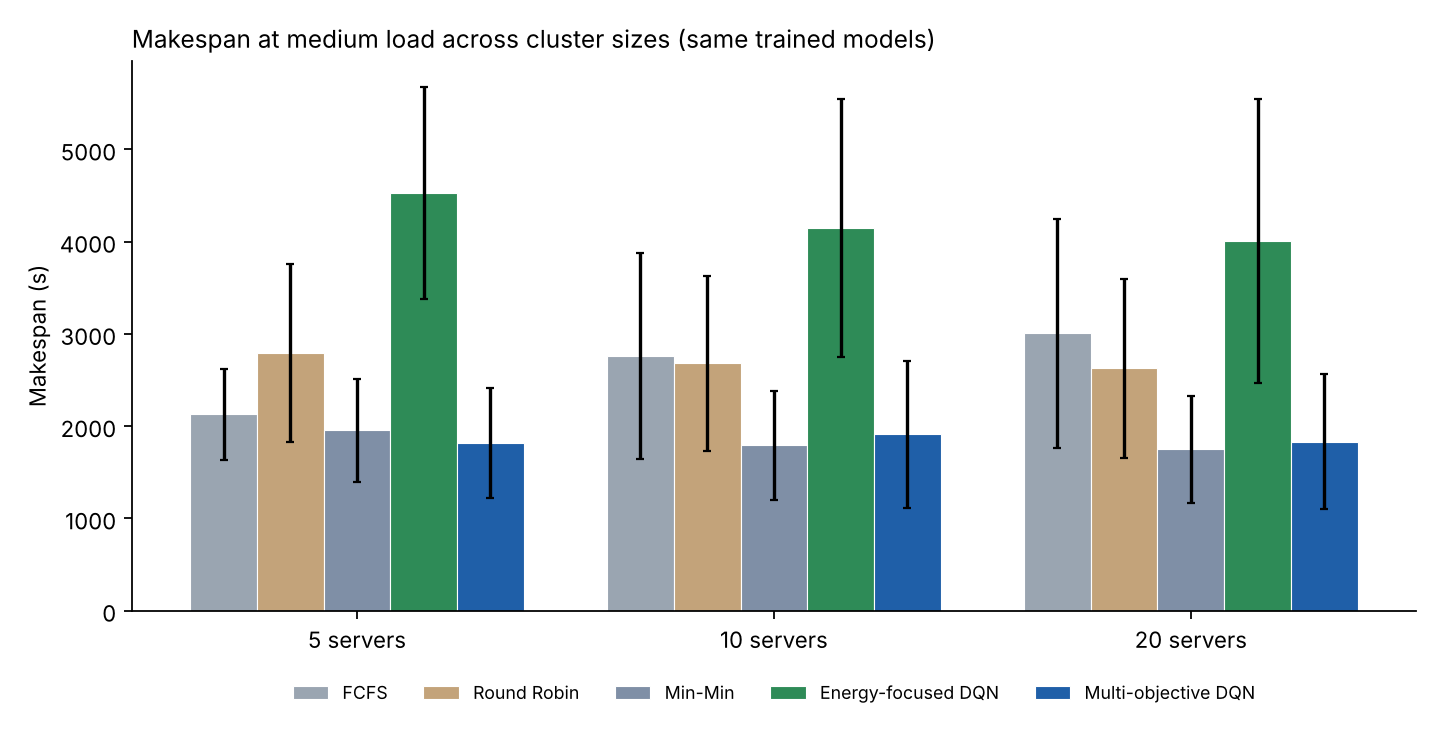 Makespan at medium load across cluster sizes (same trained models)
Makespan (s)
5000
4000
3000
2000
1000
0
5 servers 10 servers 20 servers
FCFS Round Robin Min-Min Energy-focused DQN Multi-objective DQN